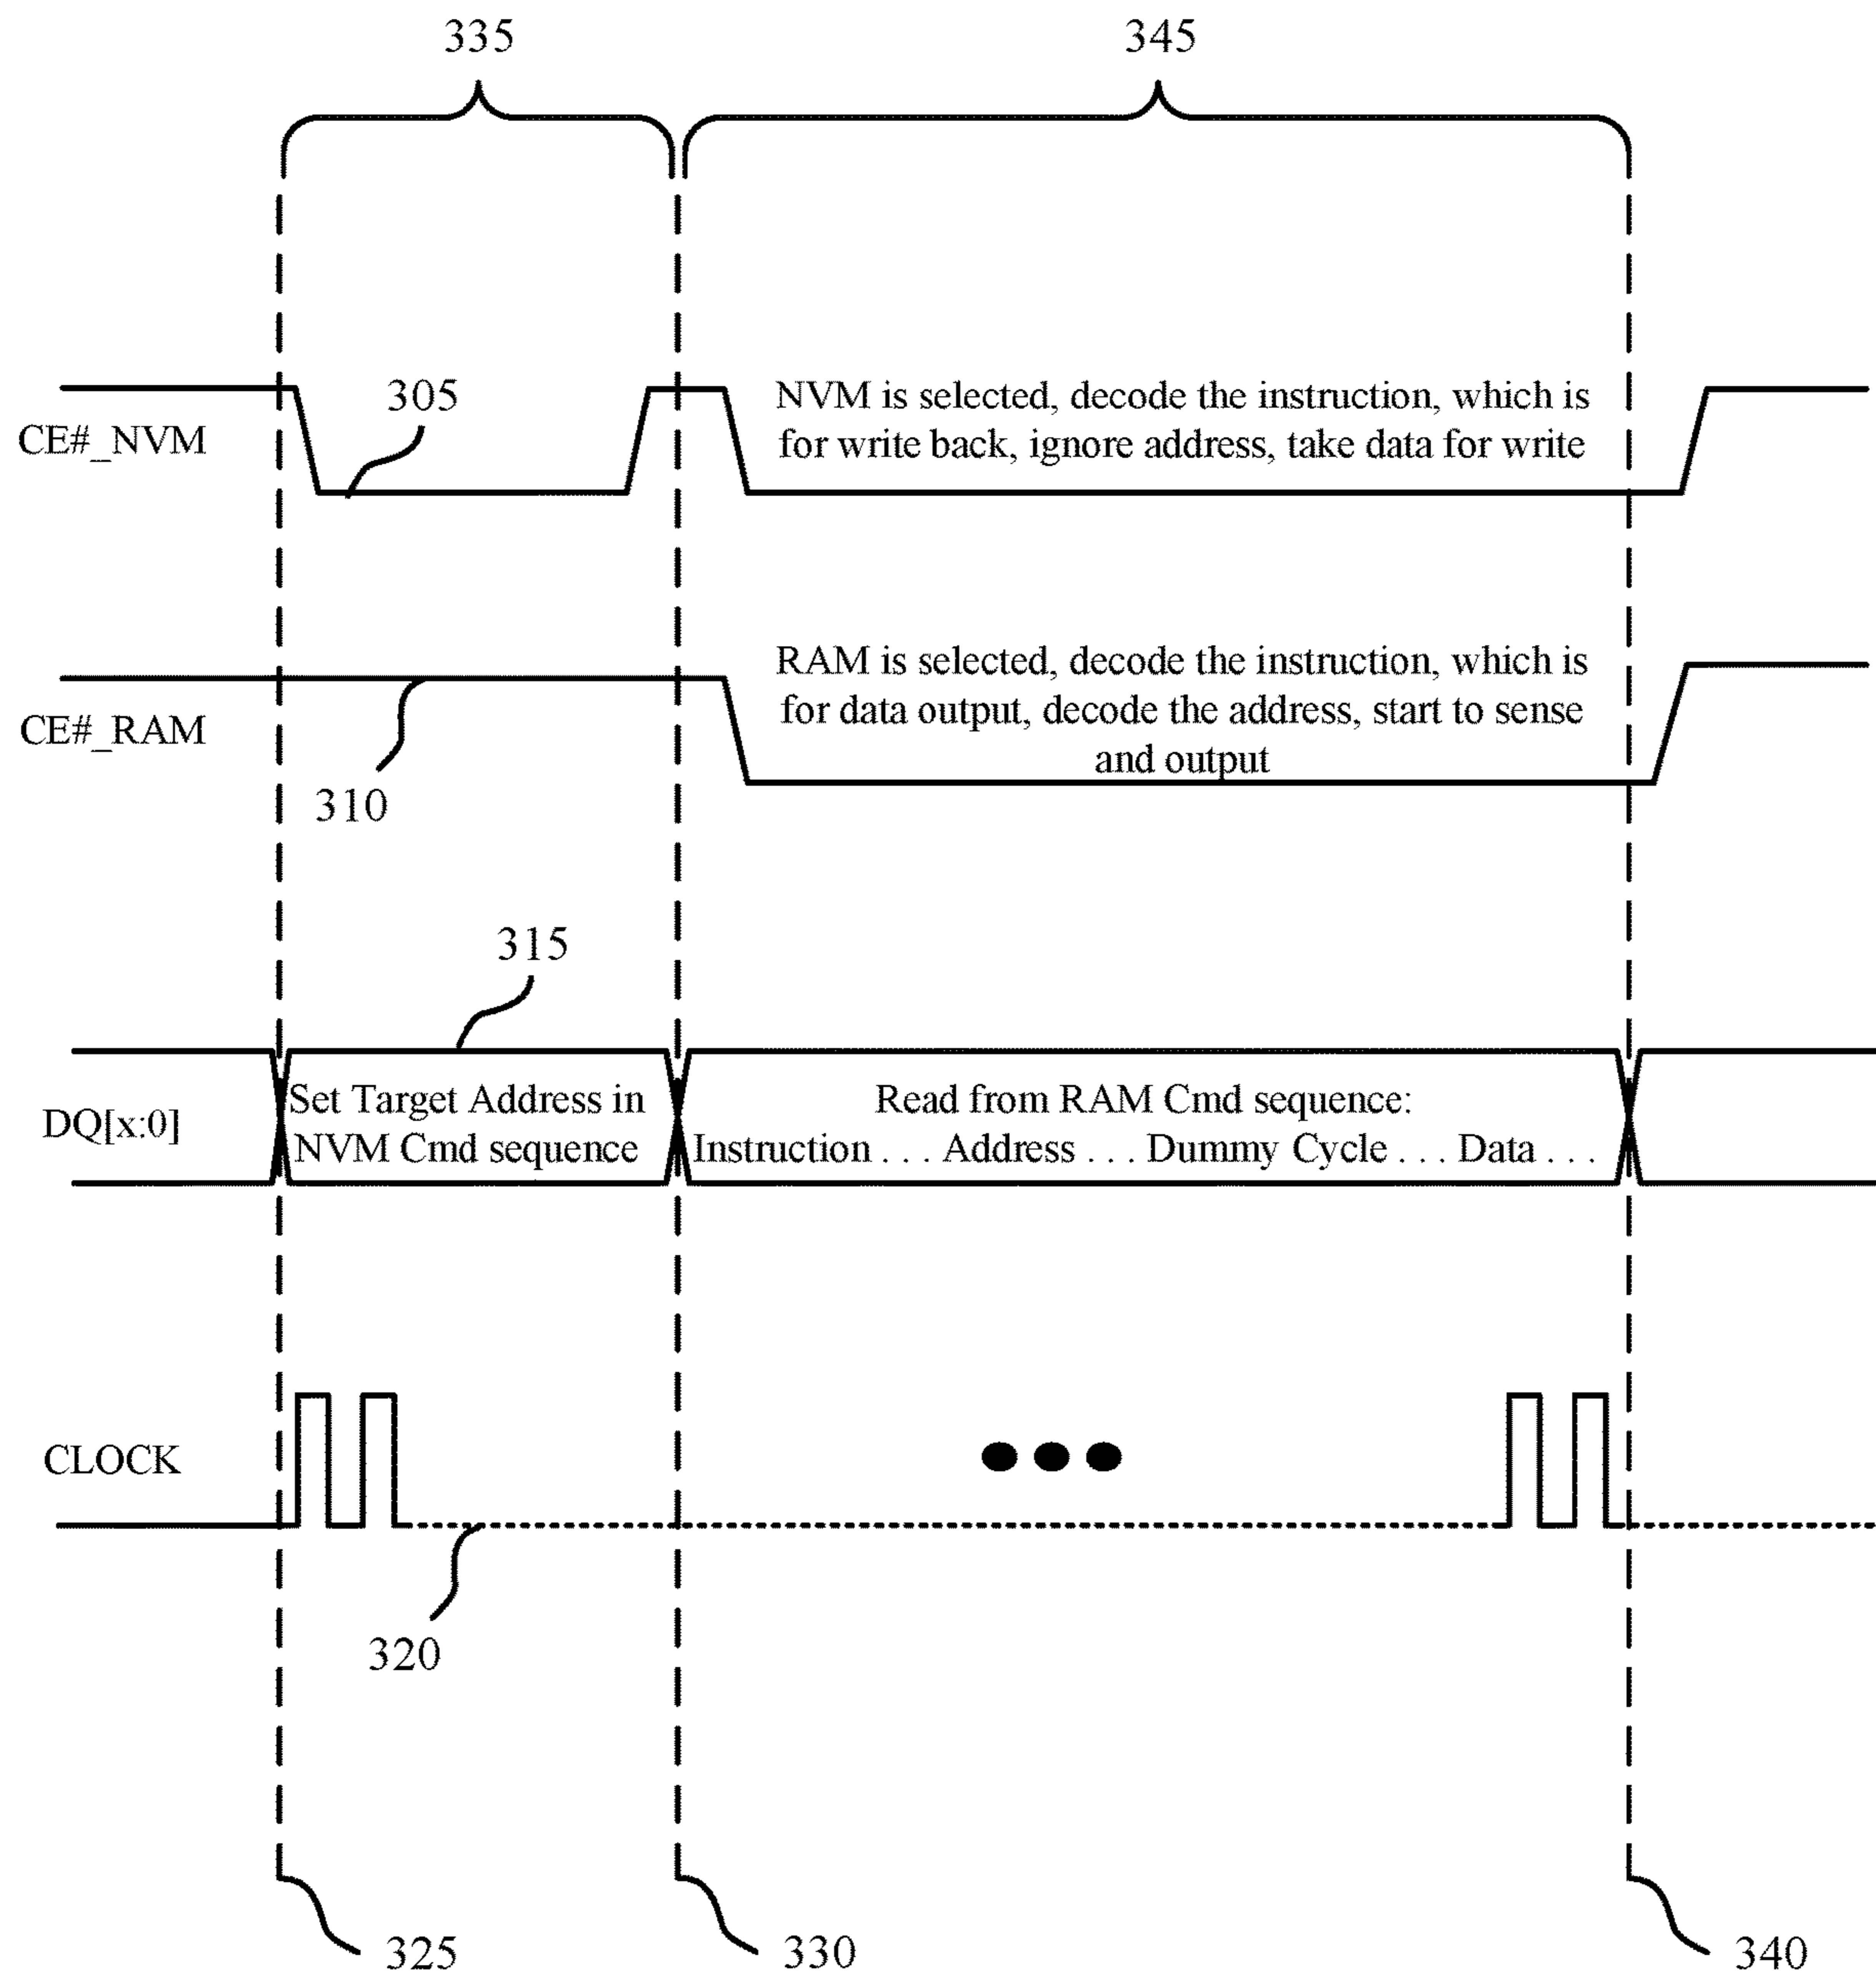 335
345
305
CE#_NVM
NVM is selected, decode the instruction, which is
for write back, ignore address, take data for write
RAM is selected, decode the instruction, which is
for data output, decode the address, start to sense
and output
CE#_RAM
310
315
DQ[x:0]
Set Target Address in
NVM Cmd sequence
Read from RAM Cmd sequence:
Instruction . . . Address . . . Dummy Cycle . . . Data . . .
CLOCK
320
325
330
340